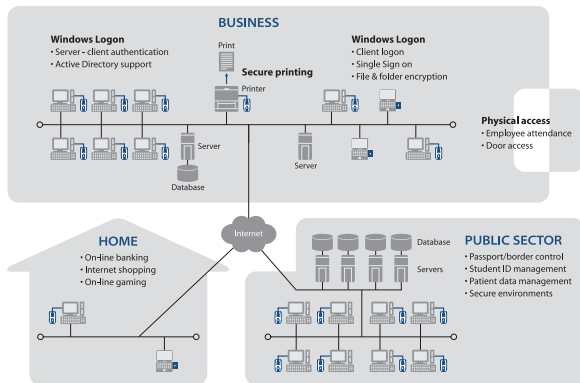 BUSINESS
Windows Logon
• Server - client authentication
• Active Directory support
Print
Secure printing
Printer
Windows Logon
• Client logon
• Single Sign on
• File & folder encryption
Physical access
• Employee attendance
• Door access
Server
Database
Server
Internet
HOME
• On-line banking
• Internet shopping
• On-line gaming
Database
Servers
PUBLIC SECTOR
• Passport/border control
• Student ID management
• Patient data management
• Secure environments